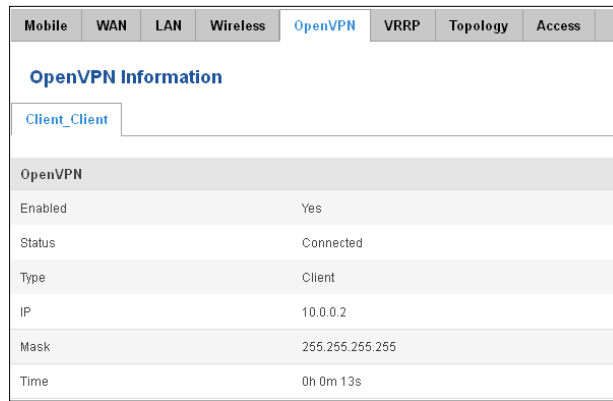 Mobile WAN LAN Wireless OpenVPN VRRP Topology Access
OpenVPN Information
Client_Client
OpenVPN
Enabled Yes
Status Connected
Type Client
IP 10.0.0.2
Mask 255.255.255.255
Time 0h 0m 13s